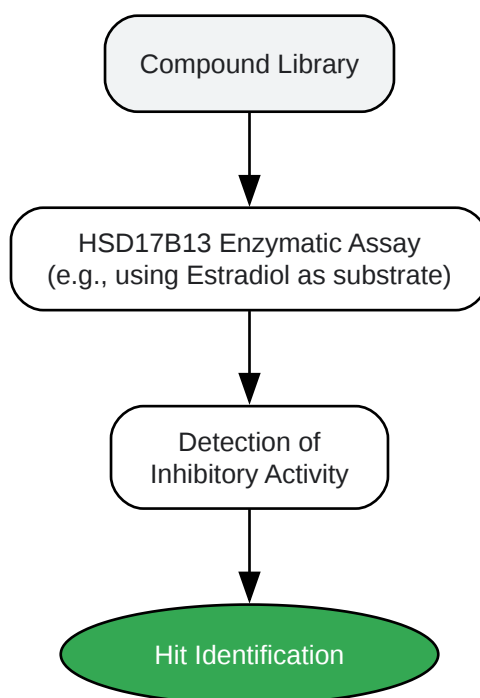 Compound Library
HSD17B13 Enzymatic Assay
(e.g., using Estradiol as substrate)
Detection of
Inhibitory Activity
Hit Identification